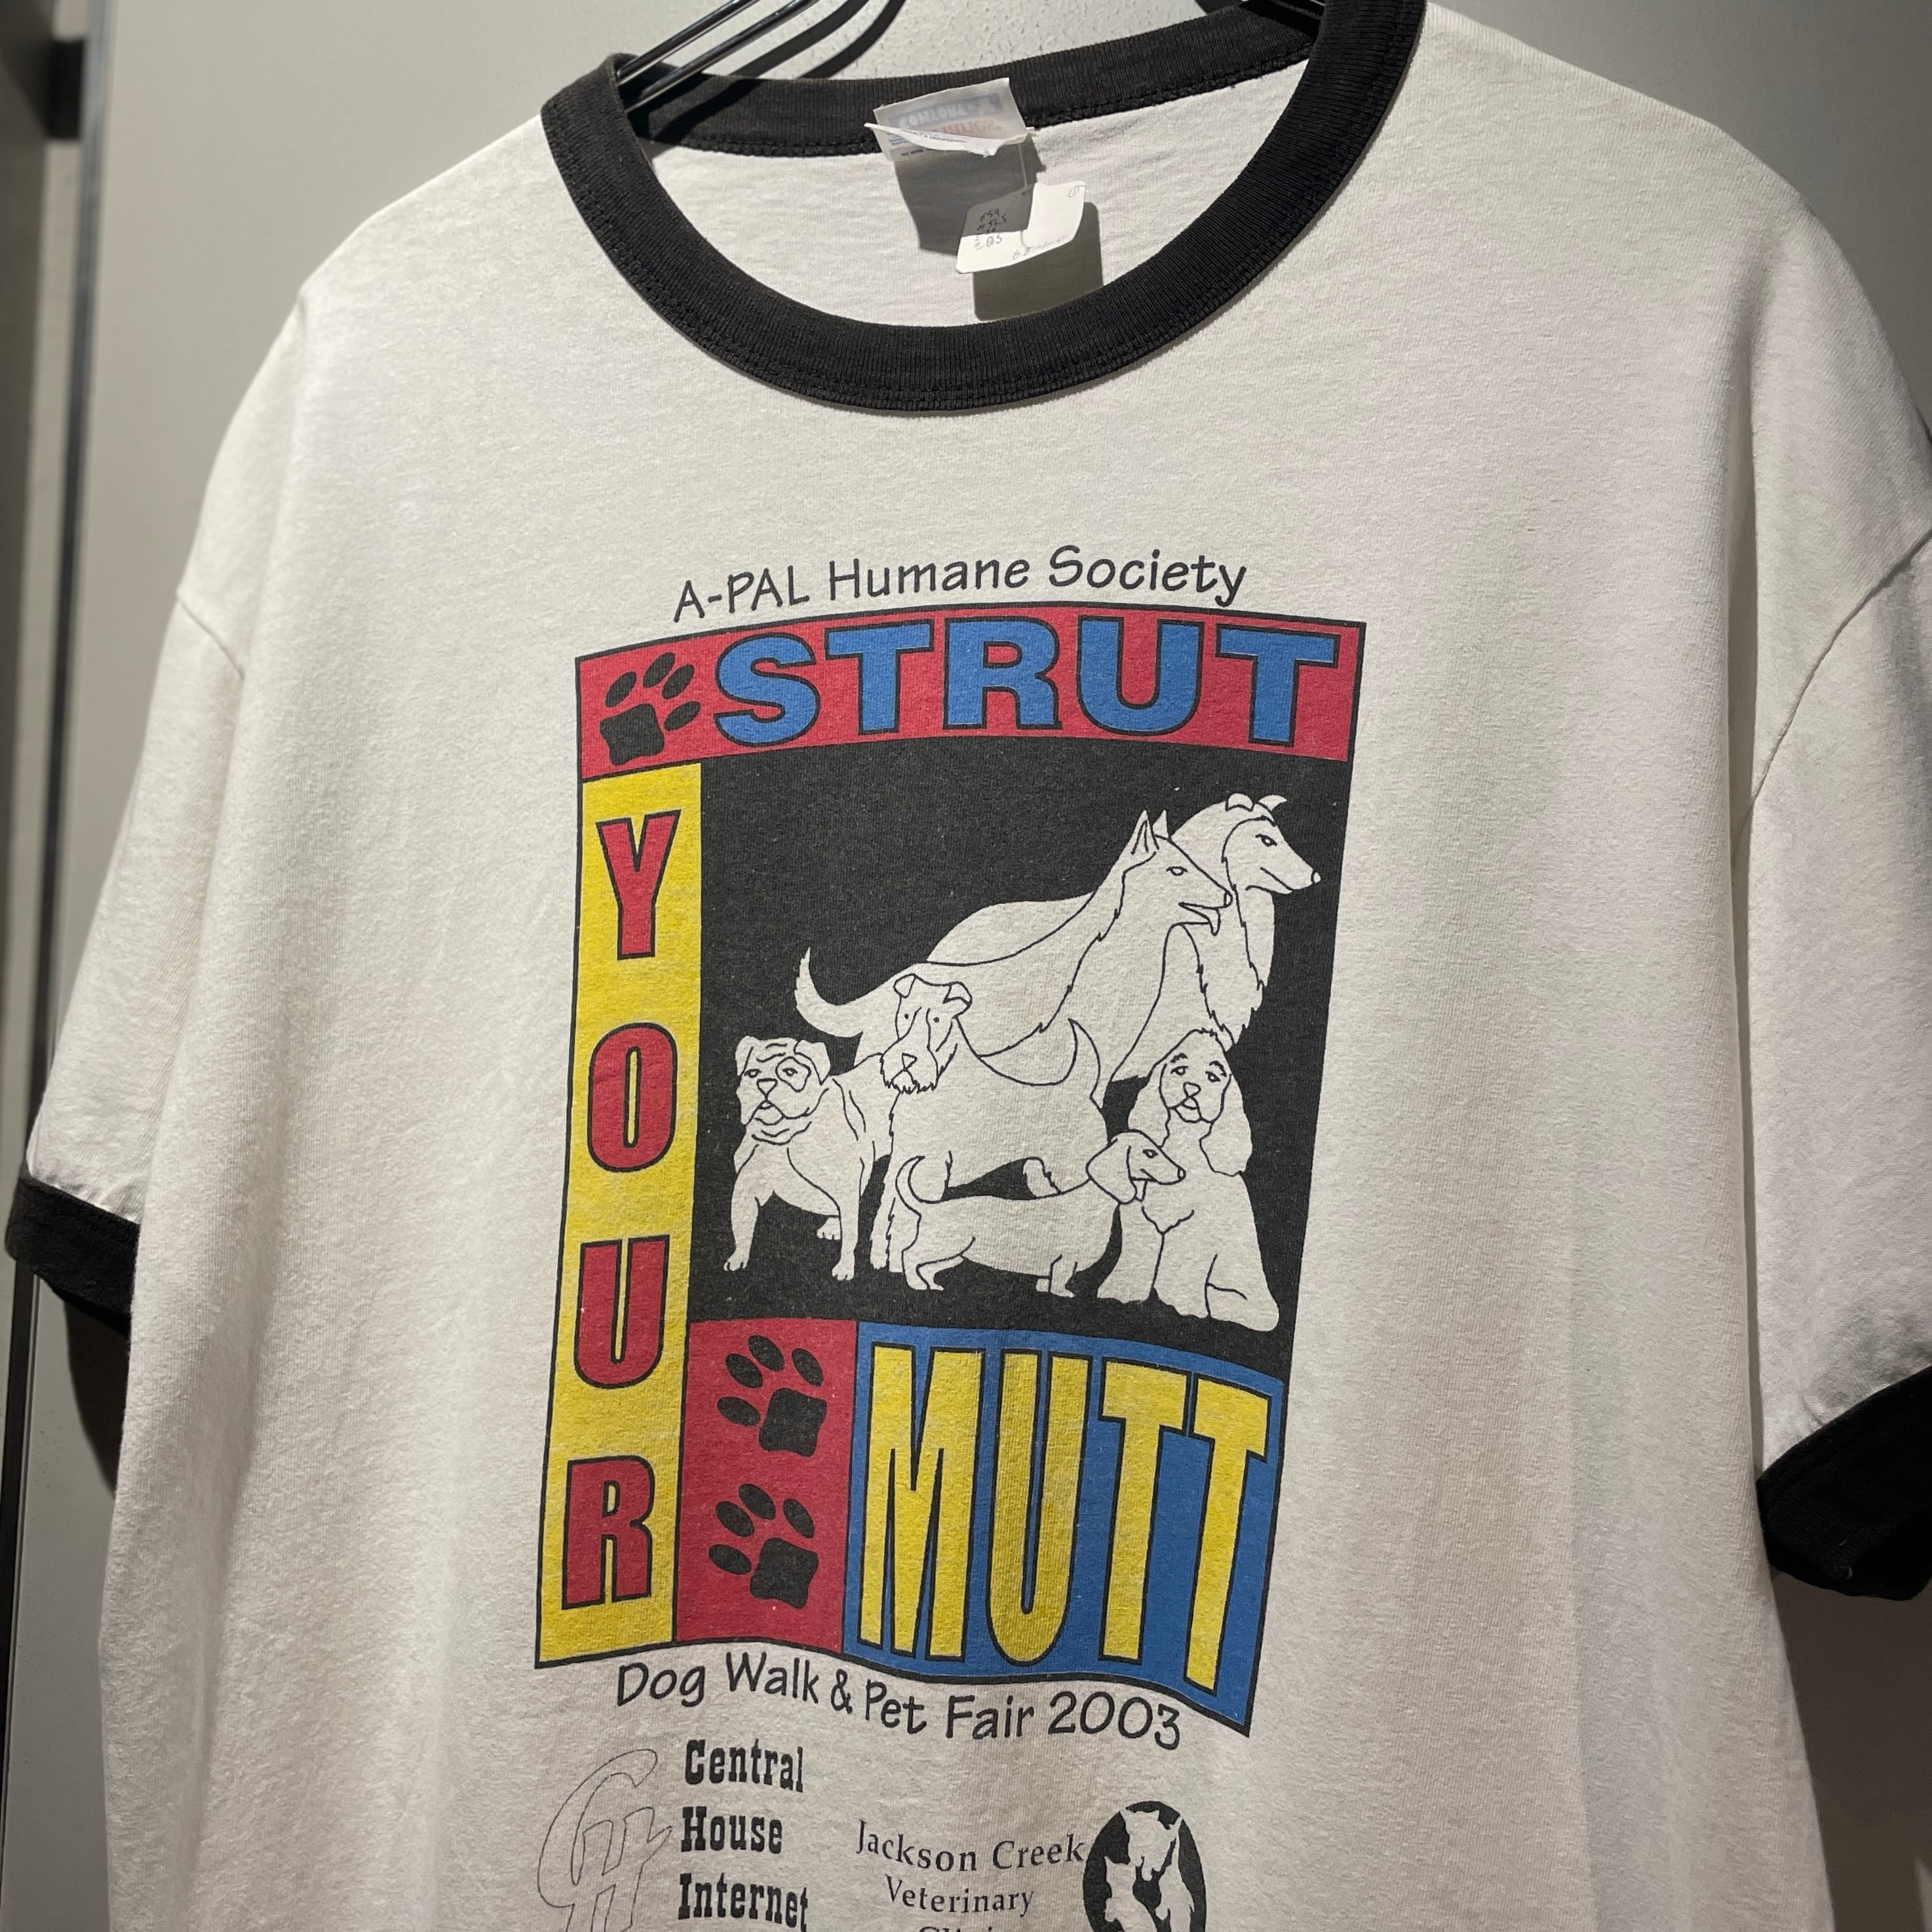 A-PAL Humane Society
STRUT
YOUR
MUTT
Dog Walk & Pet Fair 2003
Central
House
Internet
Jackson Creek
Veterinary